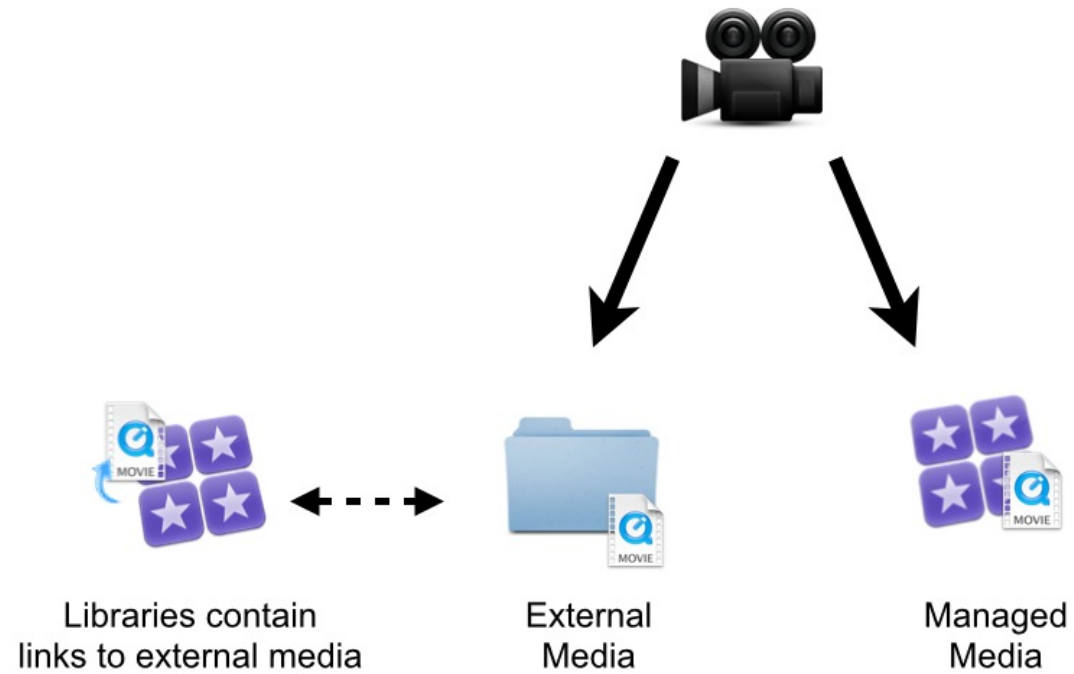 MOVIE
MOVIE
MOVIE
Libraries contain
links to external media
External
Media
Managed
Media